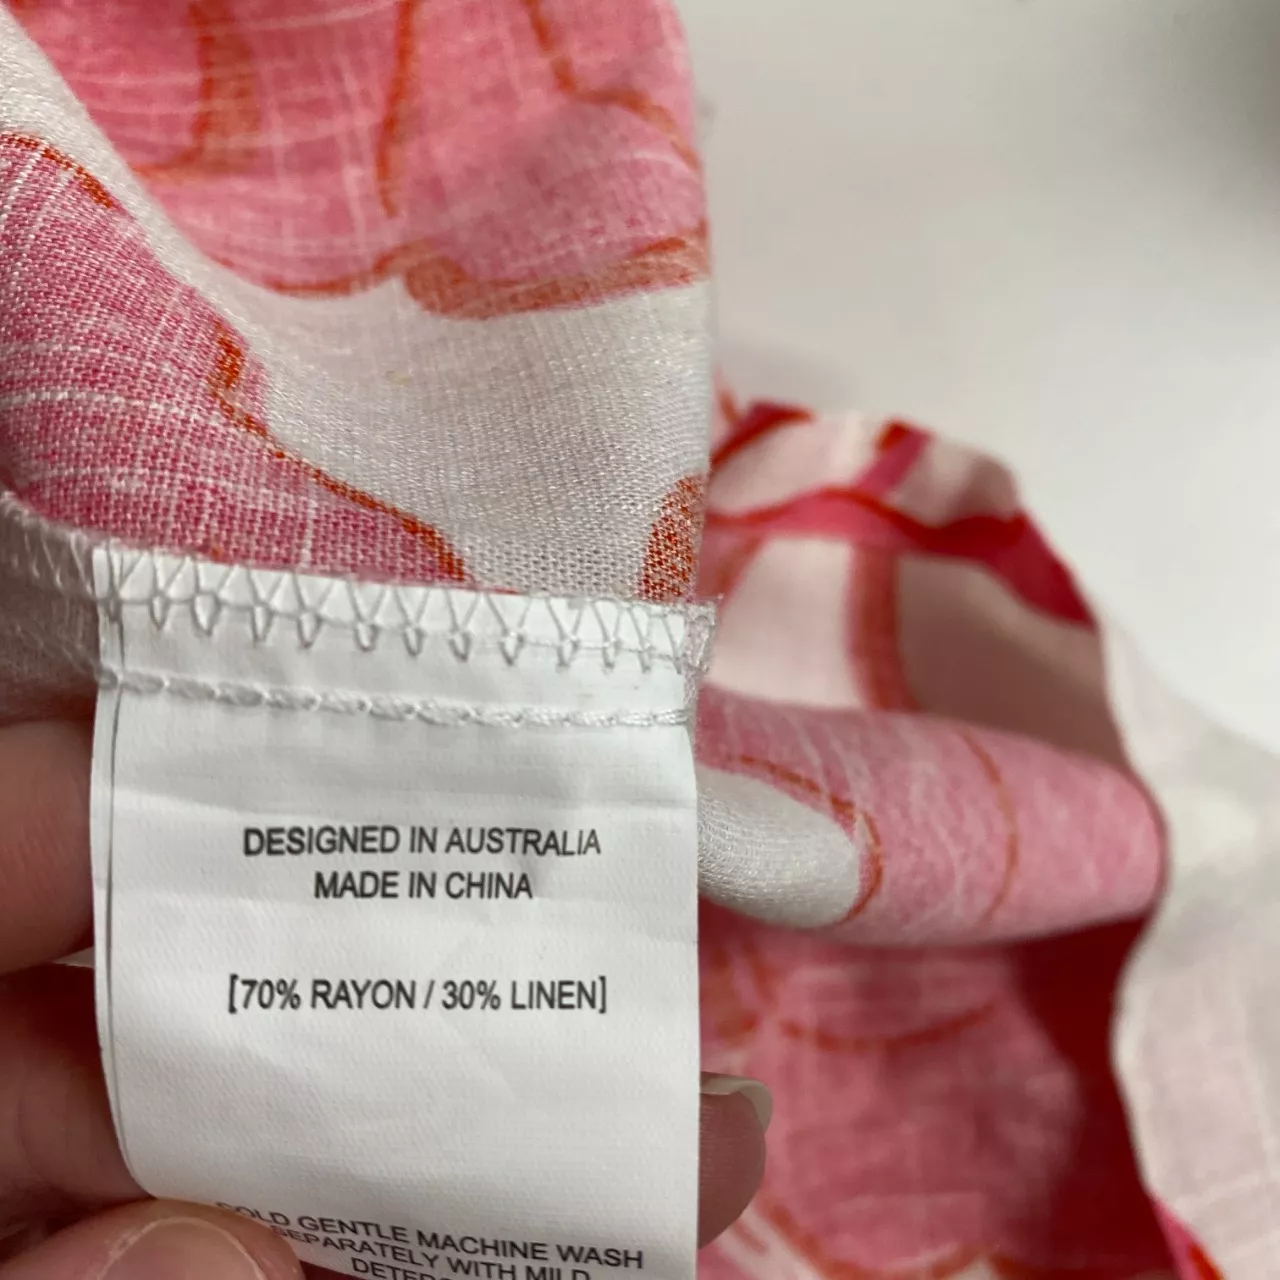 DESIGNED IN AUSTRALIA
MADE IN CHINA
[70% RAYON / 30% LINEN]
COLD GENTLE MACHINE WASH
SEPARATELY WITH MILD